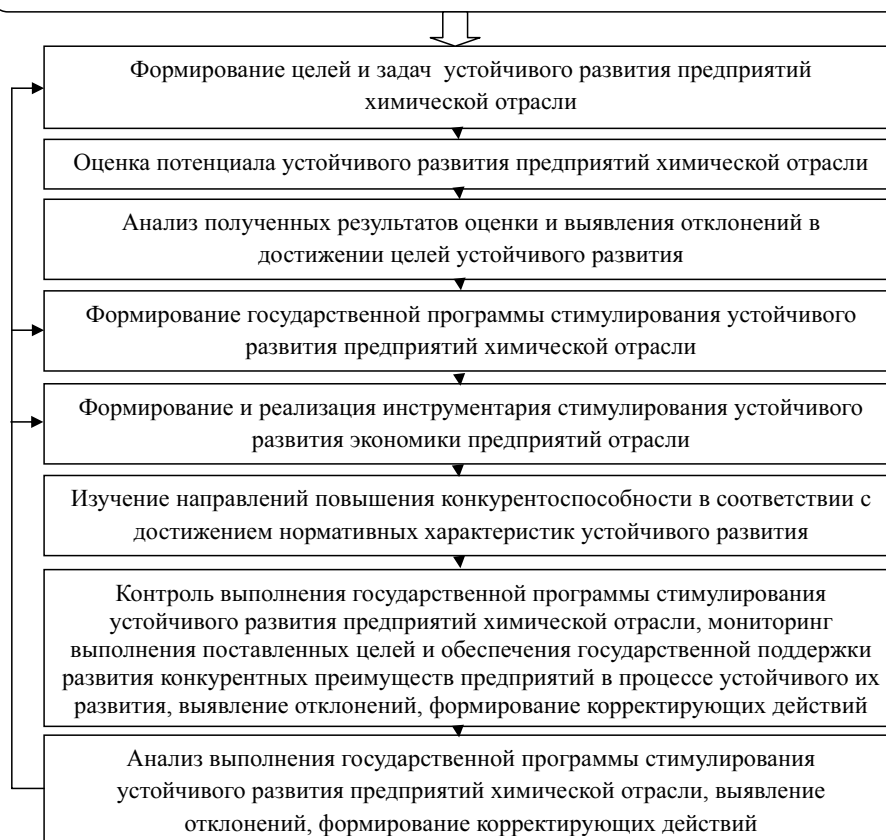 Формирование целей и задач  устойчивого развития предприятий
химической отрасли
Оценка потенциала устойчивого развития предприятий химической отрасли
Анализ полученных результатов оценки и выявления отклонений в
достижении целей устойчивого развития
Формирование государственной программы стимулирования устойчивого
развития предприятий химической отрасли
Формирование и реализация инструментария стимулирования устойчивого
развития экономики предприятий отрасли
Изучение направлений повышения конкурентоспособности в соответствии с
достижением нормативных характеристик устойчивого развития
Контроль выполнения государственной программы стимулирования
устойчивого развития предприятий химической отрасли, мониторинг
выполнения поставленных целей и обеспечения государственной поддержки
развития конкурентных преимуществ предприятий в процессе устойчивого их
развития, выявление отклонений, формирование корректирующих действий
Анализ выполнения государственной программы стимулирования
устойчивого развития предприятий химической отрасли, выявление
отклонений, формирование корректирующих действий